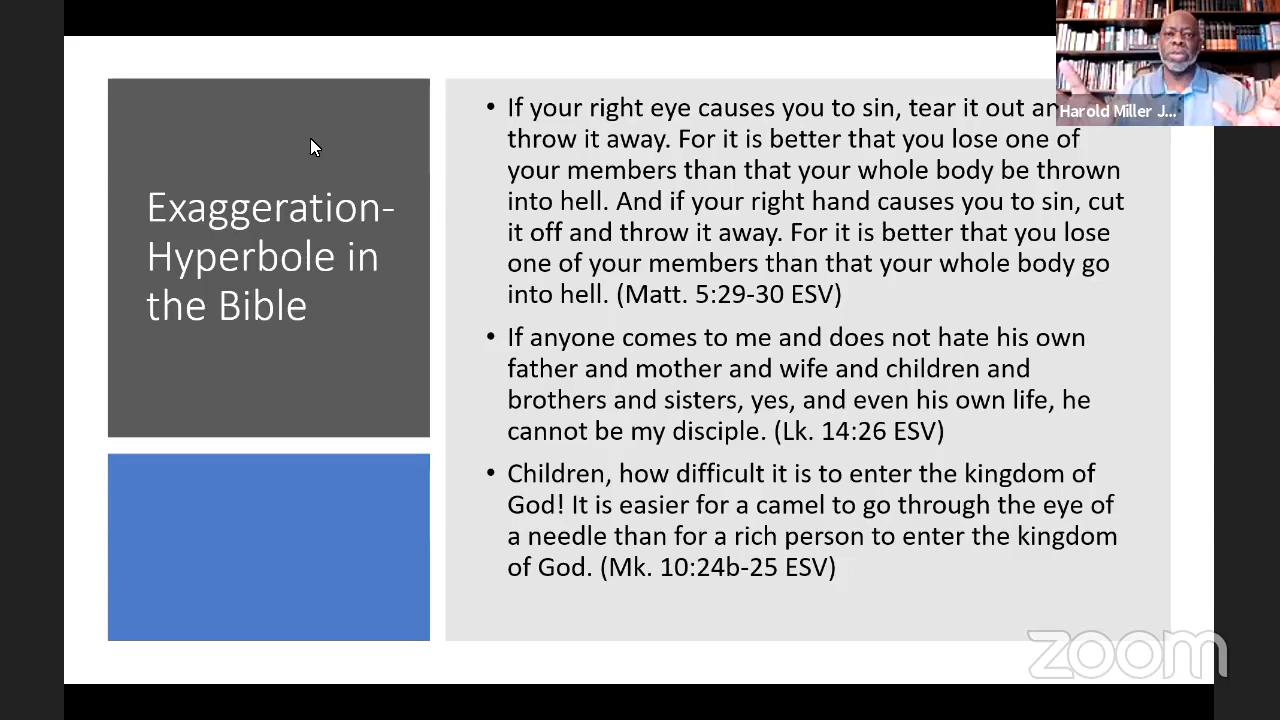 Exaggeration-
Hyperbole in
the Bible
• If your right eye causes you to sin, tear it out
throw it away. For it is better that you lose one of
your members than that your whole body be thrown
into hell. And if your right hand causes you to sin, cut
it off and throw it away. For it is better that you lose
one of your members than that your whole body go
into hell. (Matt. 5:29-30 ESV)
• If anyone comes to me and does not hate his own
father and mother and wife and children and
brothers and sisters, yes, and even his own life, he
cannot be my disciple. (Lk. 14:26 ESV)
• Children, how difficult it is to enter the kingdom of
God! It is easier for a camel to go through the eye of
a needle than for a rich person to enter the kingdom
of God. (Mk. 10:24b-25 ESV)
Harold Miller J...
zoom